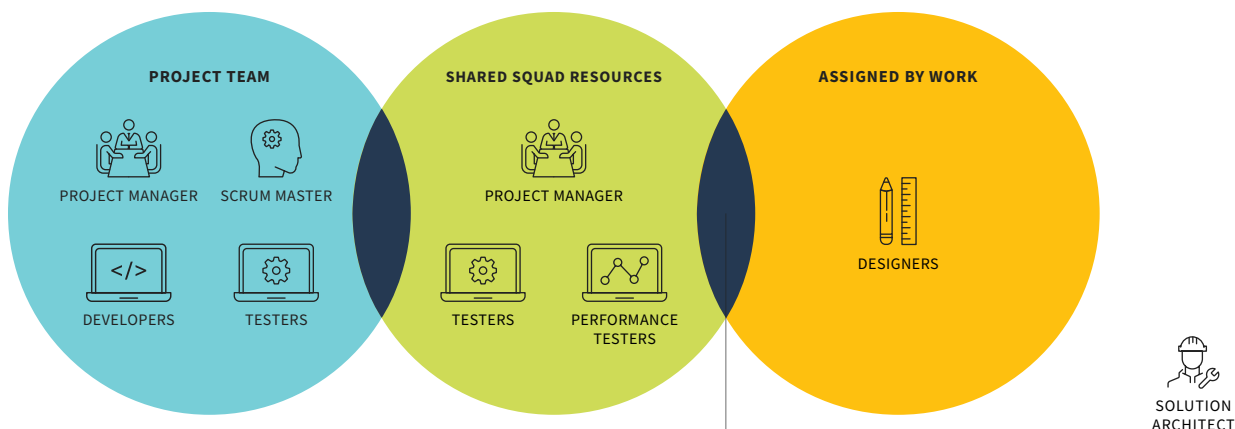 PROJECT TEAM
SHARED SQUAD RESOURCES
ASSIGNED BY WORK
PROJECT MANAGER
SCRUM MASTER
PROJECT MANAGER
</>
DEVELOPERS
TESTERS
TESTERS
PERFORMANCE
TESTERS
DESIGNERS
SOLUTION
ARCHITECT